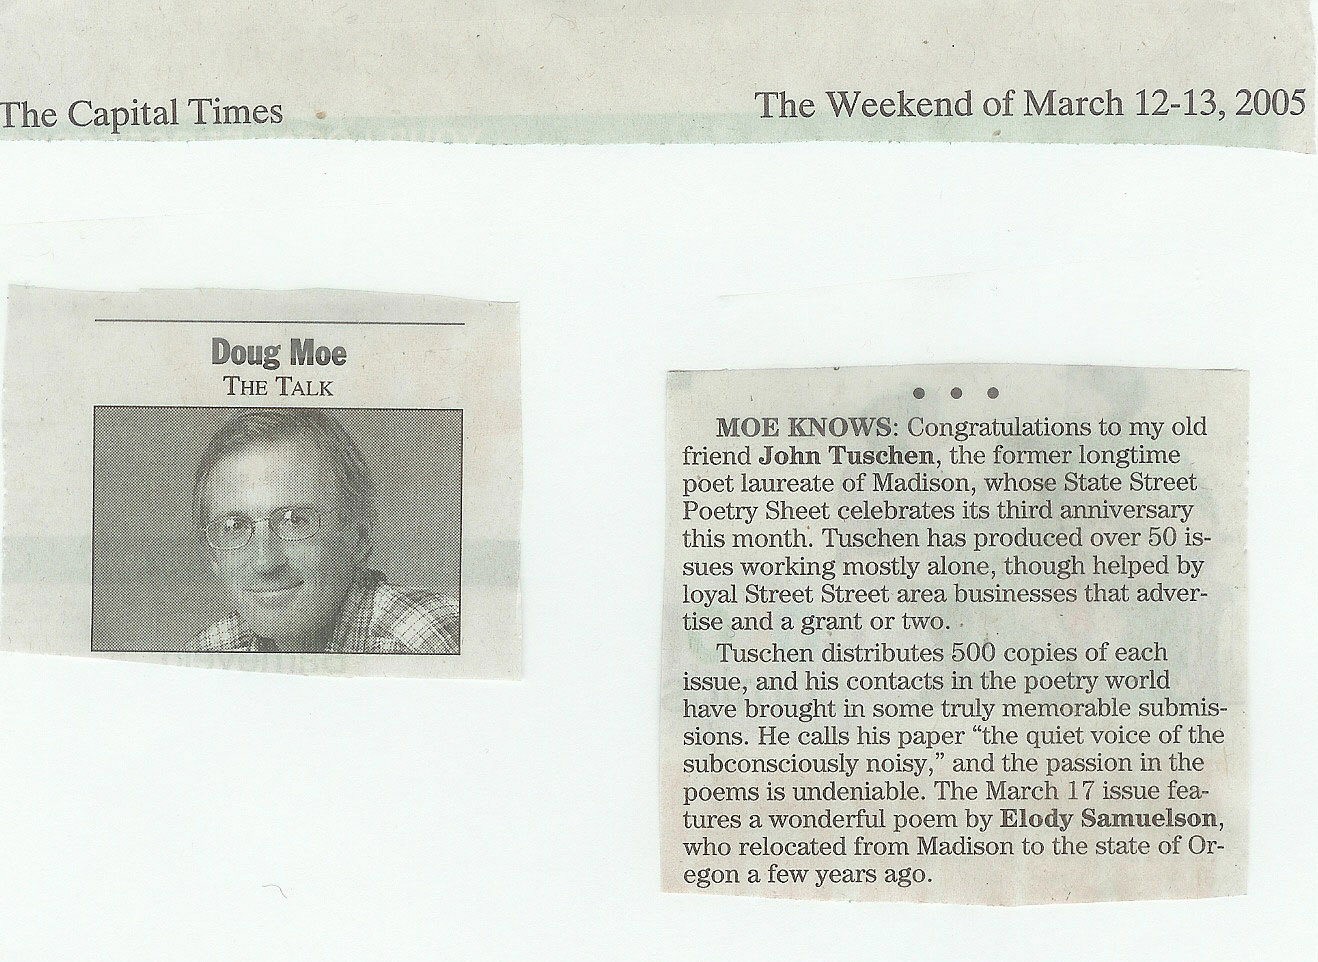 The Capital Times
The Weekend of March 12-13, 2005
Doug Moe
THE TALK
• • •
MOE KNOWS: Congratulations to my old
friend John Tuschen, the former longtime
poet laureate of Madison, whose State Street
Poetry Sheet celebrates its third anniversary
this month. Tuschen has produced over 50 is-
sues working mostly alone, though helped by
loyal Street Street area businesses that adver-
tise and a grant or two.
Tuschen distributes 500 copies of each
issue, and his contacts in the poetry world
have brought in some truly memorable submis-
sions. He calls his paper “the quiet voice of the
subconsciously noisy,” and the passion in the
poems is undeniable. The March 17 issue fea-
tures a wonderful poem by Elody Samuelson,
who relocated from Madison to the state of Or-
egon a few years ago.